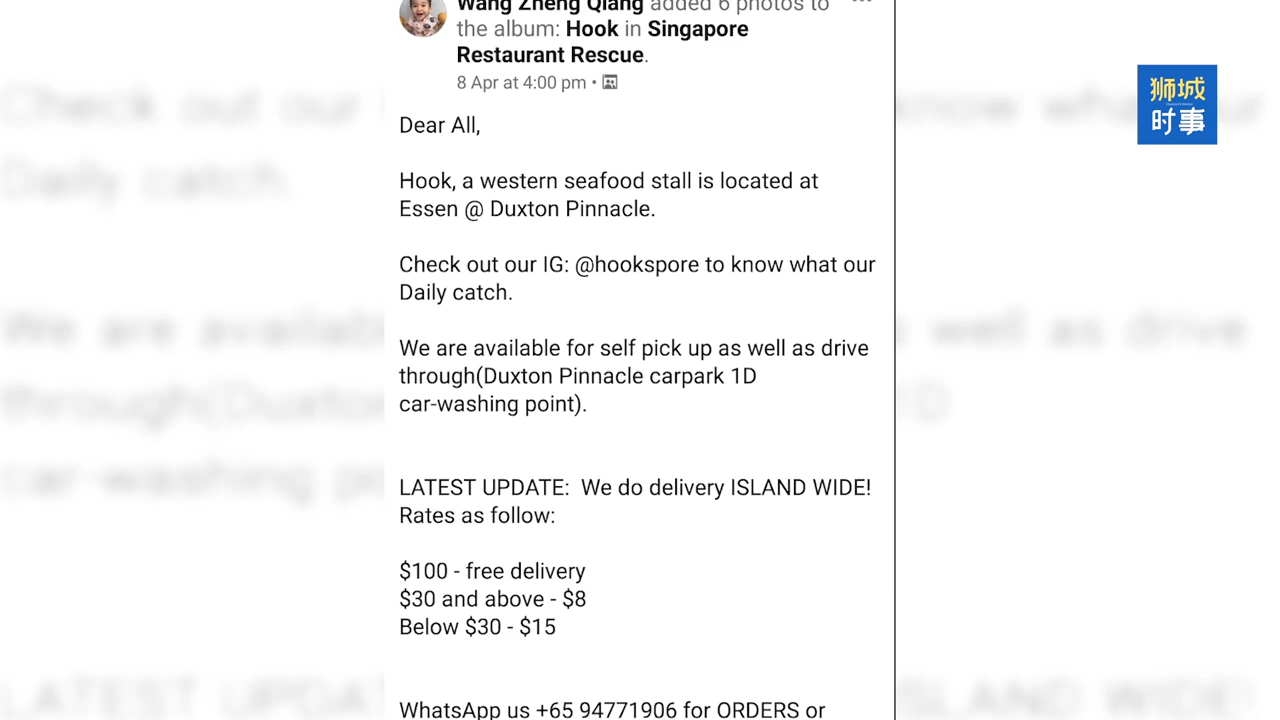 Wang Zheng Qiang added 6 photos to
the album: Hook in Singapore
Restaurant Rescue.
8 Apr at 4:00 pm •
Dear All,
Hook, a western seafood stall is located at
Essen @ Duxton Pinnacle.
Check out our IG: @hookspore to know what our
Daily catch.
We are available for self pick up as well as drive
through(Duxton Pinnacle carpark 1D
car-washing point).
LATEST UPDATE:  We do delivery ISLAND WIDE!
Rates as follow:
$100 - free delivery
$30 and above - $8
Below $30 - $15
WhatsApp us +65 94771906 for ORDERS or
狮城
时事